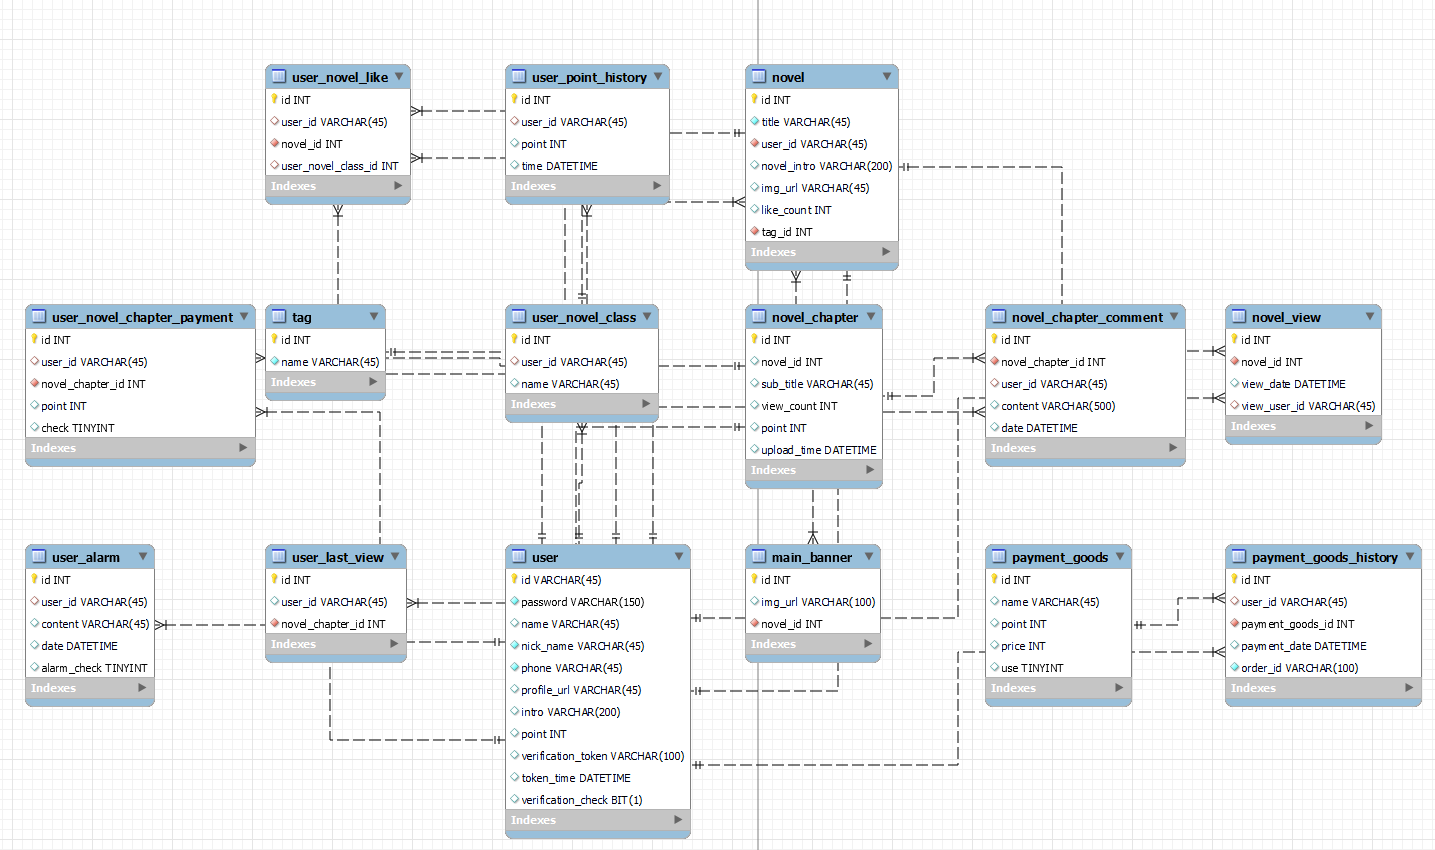 user_novel_like
id INT
user_id VARCHAR(45)
novel_id INT
user_novel_class_id INT
Indexes
user_point_history
id INT
user_id VARCHAR(45)
point INT
time DATETIME
Indexes
novel
id INT
title VARCHAR(45)
user_id VARCHAR(45)
novel_intro VARCHAR(200)
img_url VARCHAR(45)
like_count INT
tag_id INT
Indexes
user_novel_chapter_payment
id INT
user_id VARCHAR(45)
novel_chapter_id INT
point INT
check TINYINT
Indexes
tag
id INT
name VARCHAR(45)
Indexes
user_novel_class
id INT
user_id VARCHAR(45)
name VARCHAR(45)
Indexes
novel_chapter
id INT
novel_id INT
sub_title VARCHAR(45)
view_count INT
point INT
upload_time DATETIME
Indexes
novel_chapter_comment
id INT
novel_chapter_id INT
user_id VARCHAR(45)
content VARCHAR(500)
date DATETIME
Indexes
novel_view
id INT
novel_id INT
view_date DATETIME
view_user_id VARCHAR(45)
Indexes
user_alarm
id INT
user_id VARCHAR(45)
content VARCHAR(45)
date DATETIME
alarm_check TINYINT
Indexes
user_last_view
id INT
user_id VARCHAR(45)
novel_chapter_id INT
Indexes
user
id VARCHAR(45)
password VARCHAR(150)
name VARCHAR(45)
nick_name VARCHAR(45)
phone VARCHAR(45)
profile_url VARCHAR(45)
intro VARCHAR(200)
point INT
verification_token VARCHAR(100)
token_time DATETIME
verification_check BIT(1)
Indexes
main_banner
id INT
img_url VARCHAR(100)
novel_id INT
Indexes
payment_goods
id INT
name VARCHAR(45)
point INT
price INT
use TINYINT
Indexes
payment_goods_history
id INT
user_id VARCHAR(45)
payment_goods_id INT
payment_date DATETIME
order_id VARCHAR(100)
Indexes